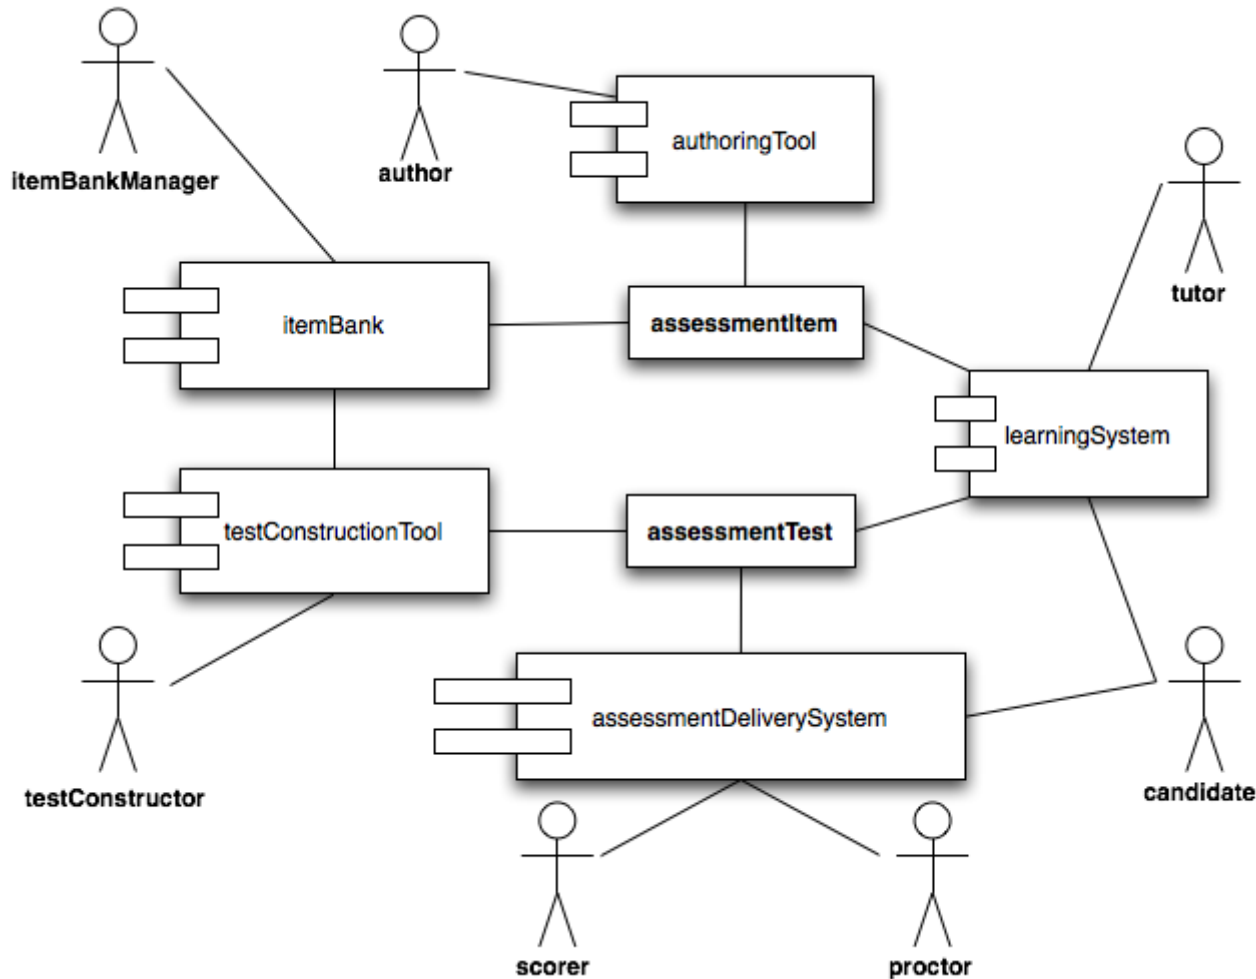 authoringTool
author
itemBankManager
tutor
itemBank
assessmentItem
learningSystem
testConstructionTool
assessmentTest
assessmentDeliverySystem
testConstructor
candidate
scorer
proctor